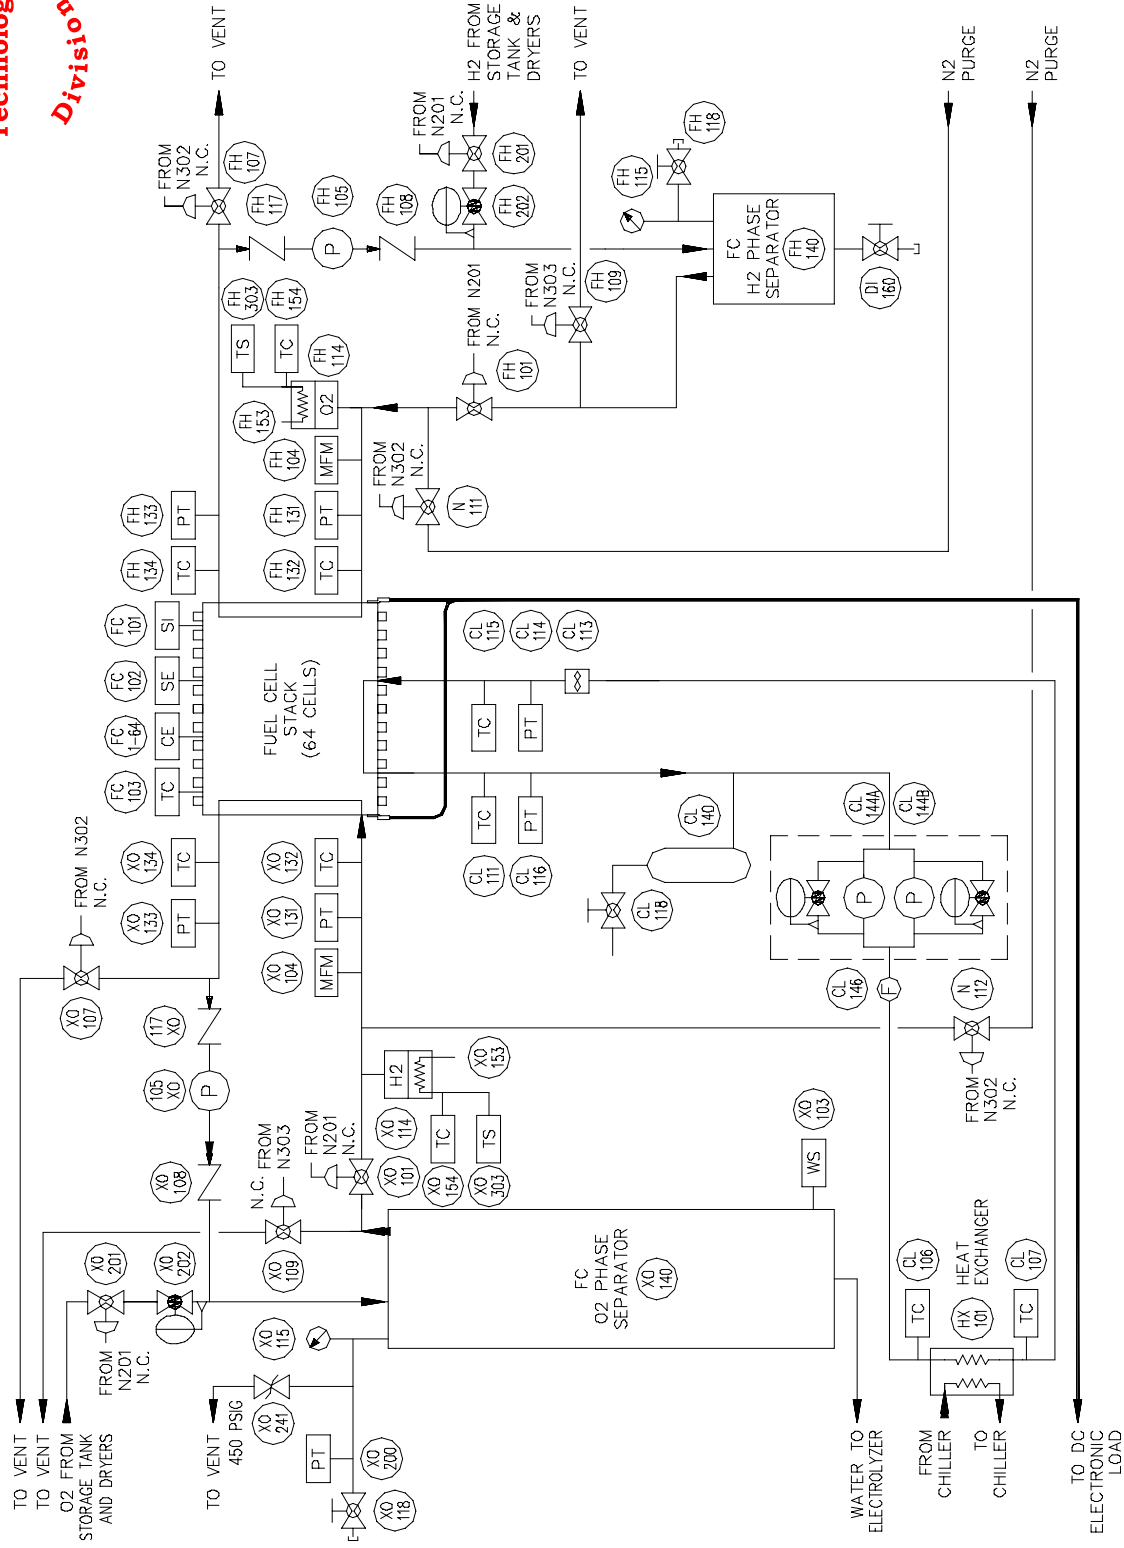 Technolog
Division
TO VENT
H2 FROM
STORAGE
TANK &
DRYERS
TO VENT
N2
PURGE
N2
PURGE
FROM
N302
N.C.
FH
107
FH
117
FH
105
FH
108
FROM
N201
N.C.
FH
201
FH
202
FH
118
FH
115
FC
H2 PHASE
SEPARATOR
FH
140
DI
160
FROM
N303
N.C.
FH
109
FROM N201
N.C.
FH
101
FH
303
FH
154
TS
TC
FH
114
O2
FH
153
FH
104
MFM
FROM
N302
N.C.
N
111
FH
133
PT
FH
131
PT
FH
134
TC
FH
132
TC
FC
101
SI
FC
102
SE
FC
1-64
CE
FC
103
TC
FUEL CELL
STACK
(64 CELLS)
CL
115
CL
114
CL
113
TC
PT
TC
PT
CL
111
CL
116
CL
140
CL
118
CL
144A
CL
144B
P
P
P
CL
146
F
N
112
FROM
N302
N.C.
FROM N302
N.C.
XO
107
XO
134
TC
XO
133
PT
XO
132
TC
XO
131
PT
XO
104
MFM
117
XO
105
XO
P
XO
108
H2
XO
153
XO
114
TC
TS
XO
154
XO
303
FROM
N201
N.C.
XO
101
FROM
N303
N.C.
XO
109
XO
201
XO
202
FROM
N201
N.C.
XO
103
WS
FC
O2 PHASE
SEPARATOR
XO
140
XO
115
XO
241
450 PSIG
TO VENT
PT
XO
200
XO
118
TO VENT
TO VENT
O2 FROM
STORAGE TANK
AND DRYERS
WATER TO
ELECTROLYZER
CL
106
TC
HEAT
EXCHANGER
HX
101
CL
107
TC
FROM
CHILLER
TO
CHILLER
TO DC
ELECTRONIC
LOAD